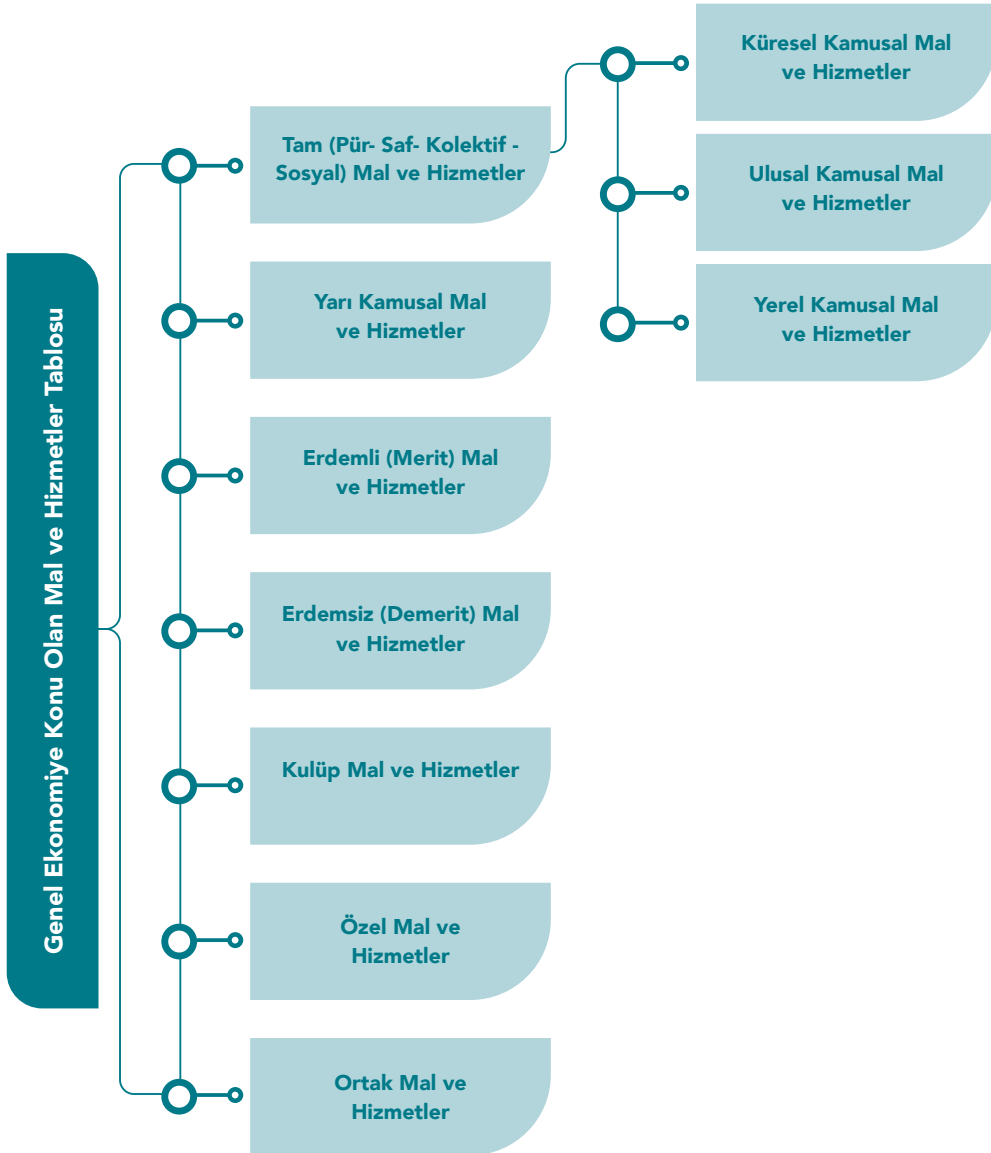 Genel Ekonomiye Konu Olan Mal ve Hizmetler Tablosu
Tam (Pür- Saf- Kolektif -
Sosyal) Mal ve Hizmetler
Küresel Kamusal Mal
ve Hizmetler
Ulusal Kamusal Mal
ve Hizmetler
Yerel Kamusal Mal
ve Hizmetler
Yarı Kamusal Mal
ve Hizmetler
Erdemli (Merit) Mal
ve Hizmetler
Erdemsiz (Demerit) Mal
ve Hizmetler
Kulüp Mal ve Hizmetler
Özel Mal ve
Hizmetler
Ortak Mal ve
Hizmetler